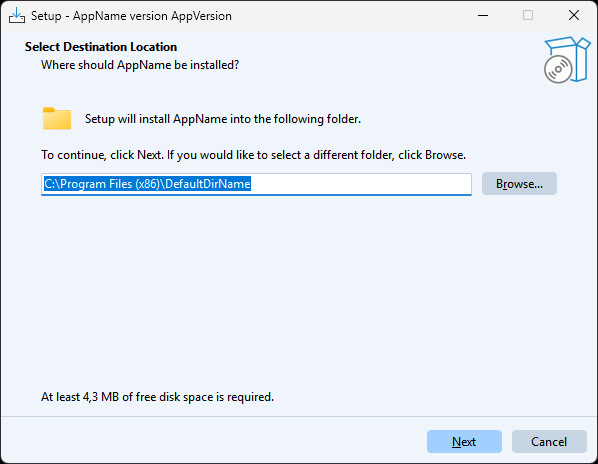 Setup - AppName version AppVersion
Select Destination Location
Where should AppName be installed?
Setup will install AppName into the following folder.
To continue, click Next. If you would like to select a different folder, click Browse.
C:\Program Files (x86)\DefaultDirName
Browse...
At least 4,3 MB of free disk space is required.
Next
Cancel